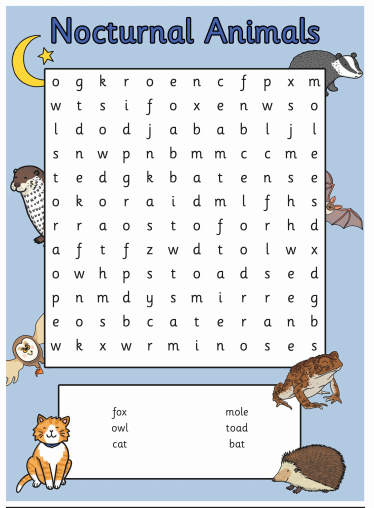 Nocturnal Animals
o g k r o e n c f p x m
w t s i f o x e n w s o
l d o d j a b a b l j l
s n w p n b m m c c m e
t e d g k b a t e n s e
o k o r a i d m l f h s
r r a o s t o f o r h d
a f t f z w d t o l w x
o w h p s t o a d s e d
p n m d y s m i r r e g
e o s b c a t e r a n b
w k x w r m i n o s e s
fox mole
owl toad
cat bat